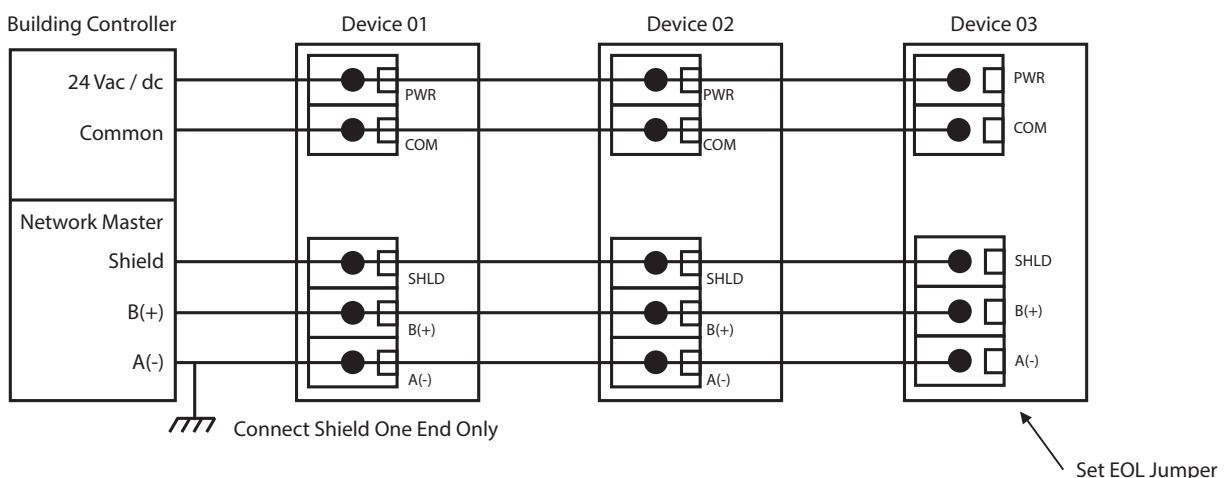 Building Controller
Device 01
Device 02
Device 03
24 Vac / dc
PWR
PWR
PWR
Common
COM
COM
COM
Network Master
Shield
SHLD
SHLD
SHLD
B(+)
B(+)
B(+)
B(+)
A(-)
A(-)
A(-)
A(-)
Connect Shield One End Only
Set EOL Jumper